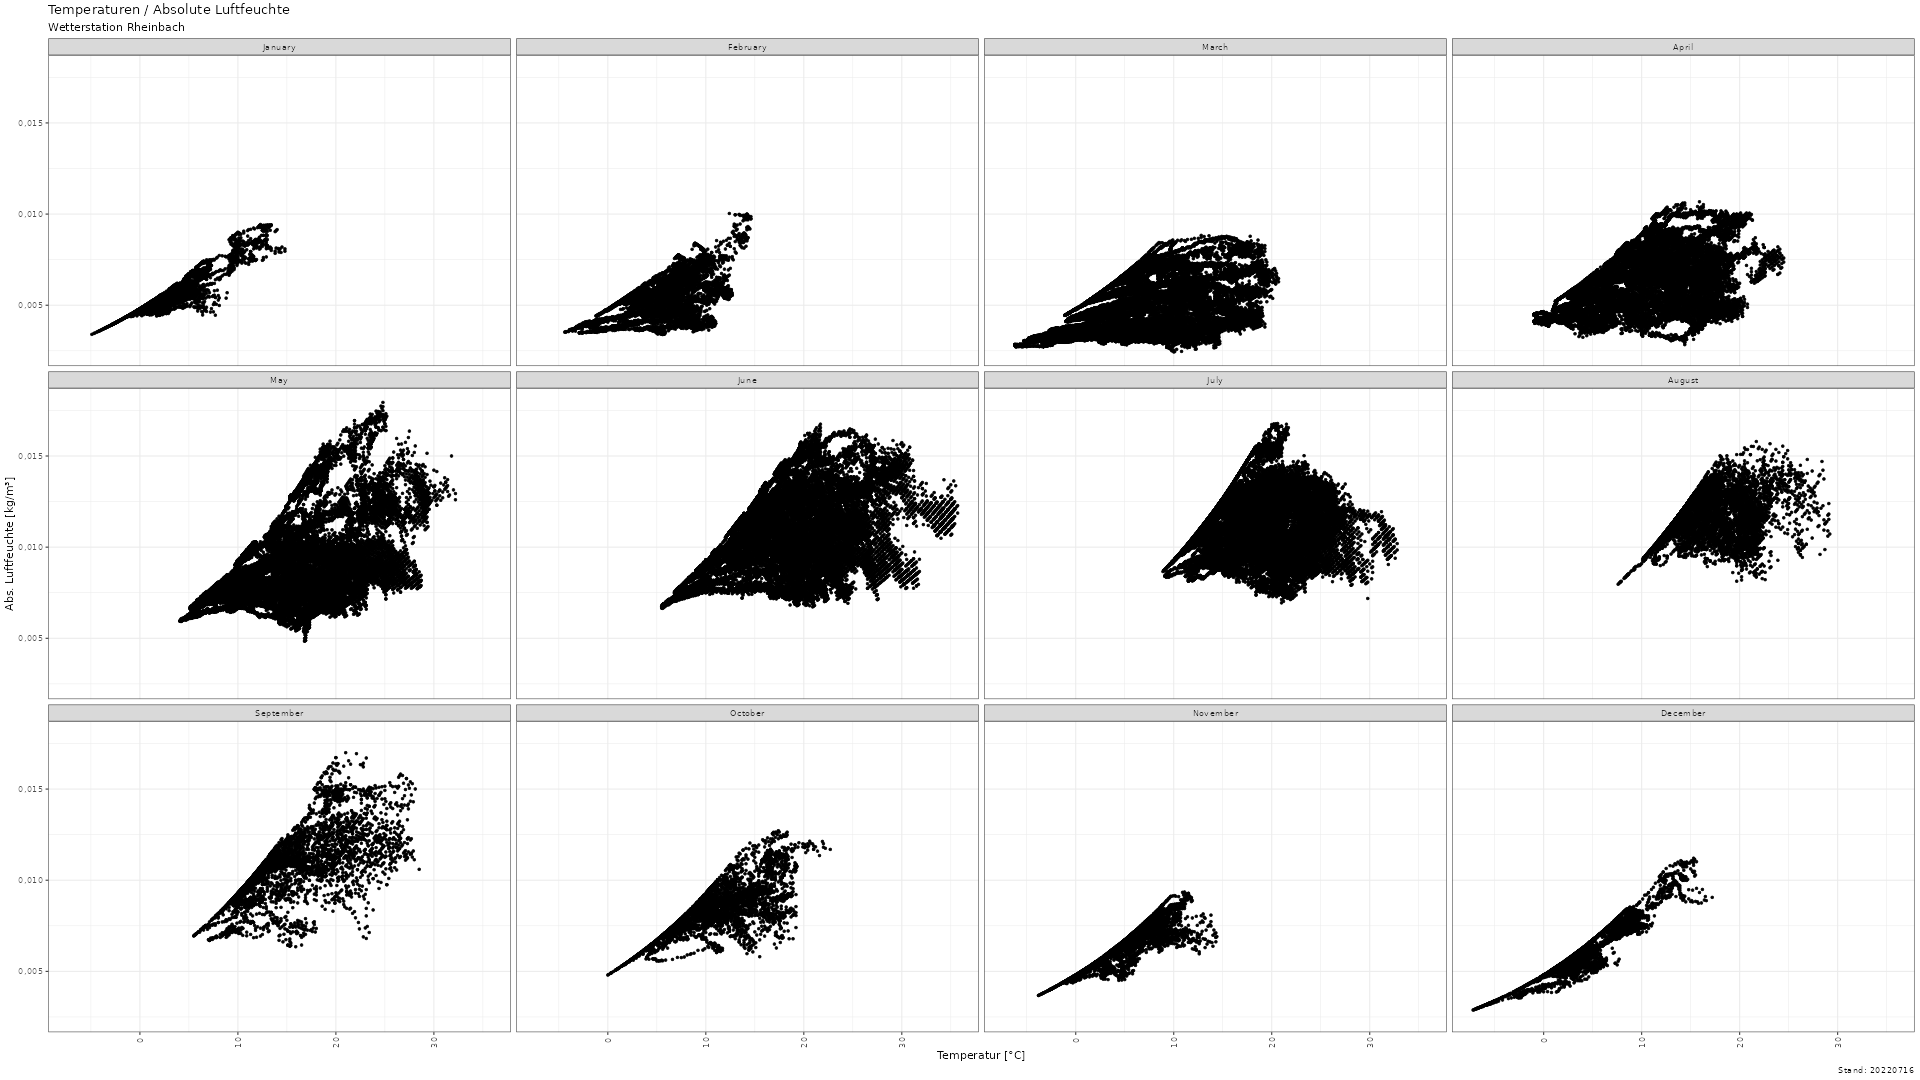 Temperaturen / Absolute Luftfeuchte
Wetterstation Rheinbach
January
February
March
April
0,015
0,010
0,005
May
June
July
August
0,015
0,010
0,005
September
October
November
December
0,015
0,010
0,005
Abs. Luftfeuchte [kg/m³]
0
10
20
30
0
10
20
30
0
10
20
30
0
10
20
30
Temperatur [°C]
Stand: 20220716